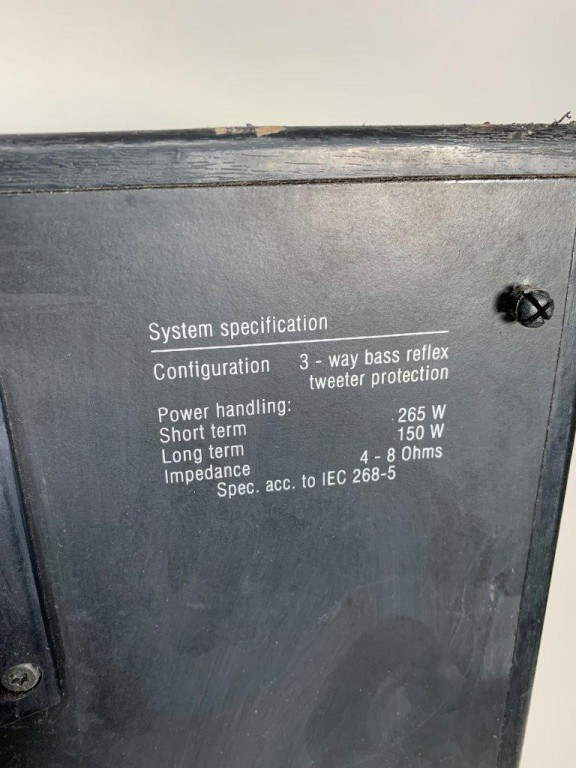 System specification
Configuration 3 - way bass reflex
tweeter protection
Power handling:
Short term 265 W
Long term 150 W
Impedance 4 - 8 Ohms
Spec. acc. to IEC 268-5